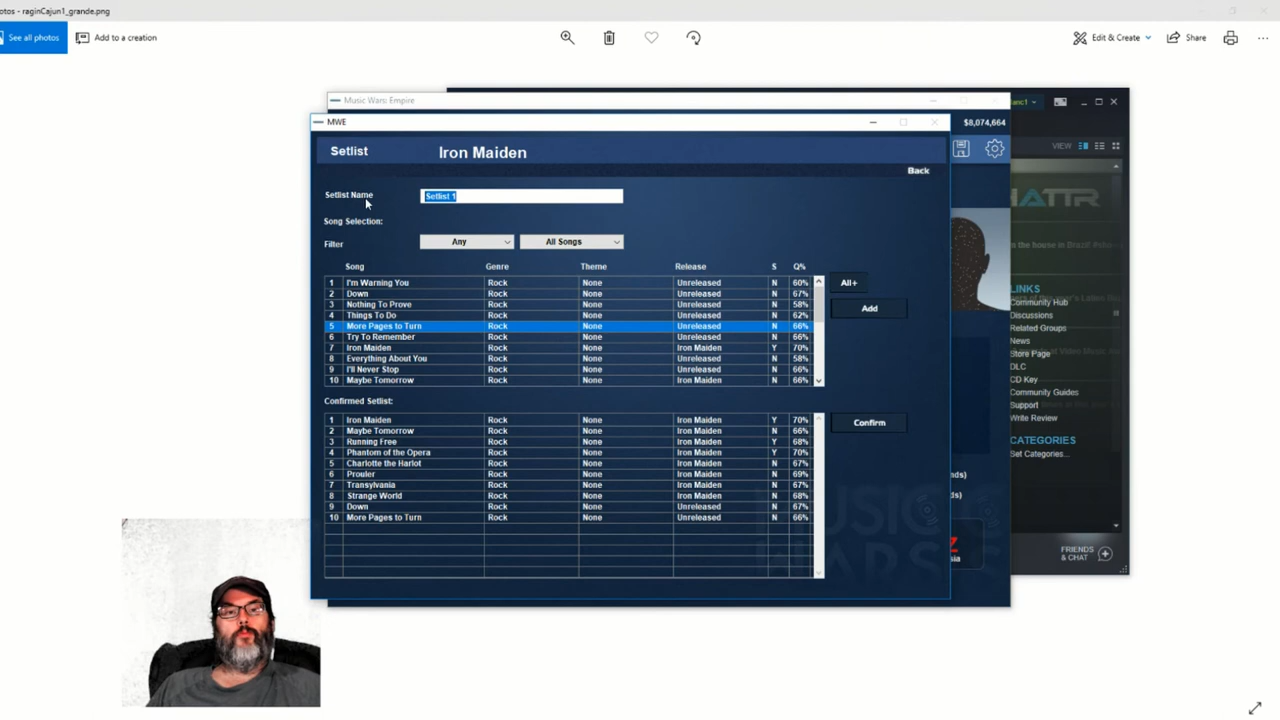 otos - raginCajun1_grande.png
See all photos Add to a creation Edit & Create Share
Music Wars: Empire
MWE
$8,074,664
Setlist Iron Maiden
Back
VIEW
Setlist Name Setlist 1
Song Selection:
Filter Any All Songs
Song Genre Theme Release S Q%
1 I'm Warning You Rock None Unreleased N 60%
2 Down Rock None Unreleased N 67%
3 Nothing To Prove Rock None Unreleased N 58%
4 Things To Do Rock None Unreleased N 62%
5 More Pages to Turn Rock None Unreleased N 66%
6 Try To Remember Rock None Unreleased N 66%
7 Iron Maiden Rock None Iron Maiden Y 70%
8 Everything About You Rock None Unreleased N 58%
9 I'll Never Stop Rock None Unreleased N 66%
10 Maybe Tomorrow Rock None Iron Maiden N 66%
All+
Add
Confirmed Setlist:
1 Iron Maiden Rock None Iron Maiden Y 70%
2 Maybe Tomorrow Rock None Iron Maiden N 66%
3 Running Free Rock None Iron Maiden Y 68%
4 Phantom of the Opera Rock None Iron Maiden Y 70%
5 Charlotte the Harlot Rock None Iron Maiden N 67%
6 Prouler Rock None Iron Maiden N 69%
7 Transylvania Rock None Iron Maiden N 67%
8 Strange World Rock None Iron Maiden N 68%
9 Down Rock None Unreleased N 67%
10 More Pages to Turn Rock None Unreleased N 66%
Confirm
MUSIC
WARS
HATTR
LINKS
Community Hub
Discussions
Related Groups
News
Store Page
DLC
CD Key
Community Guides
Support
Write Review
CATEGORIES
Set Categories...
FRIENDS
& CHAT